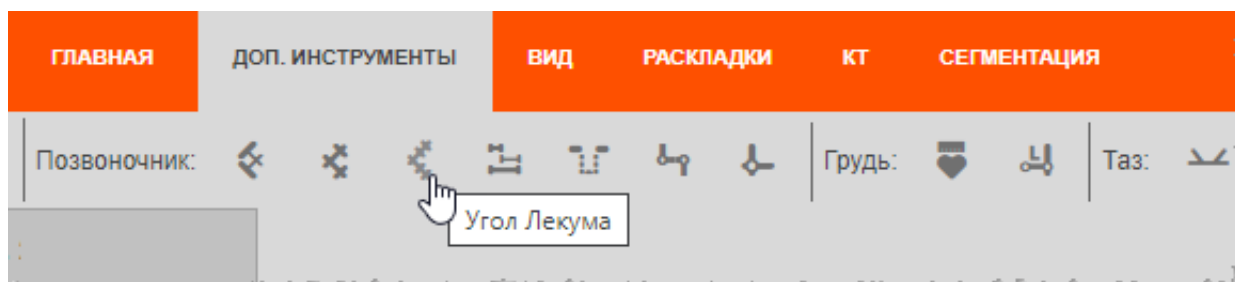 ГЛАВНАЯ ДОП. ИНСТРУМЕНТЫ ВИД РАСКЛАДКИ КТ СЕГМЕНТАЦИЯ
Позвоночник: Грудь: Таз:
Угол Лекума